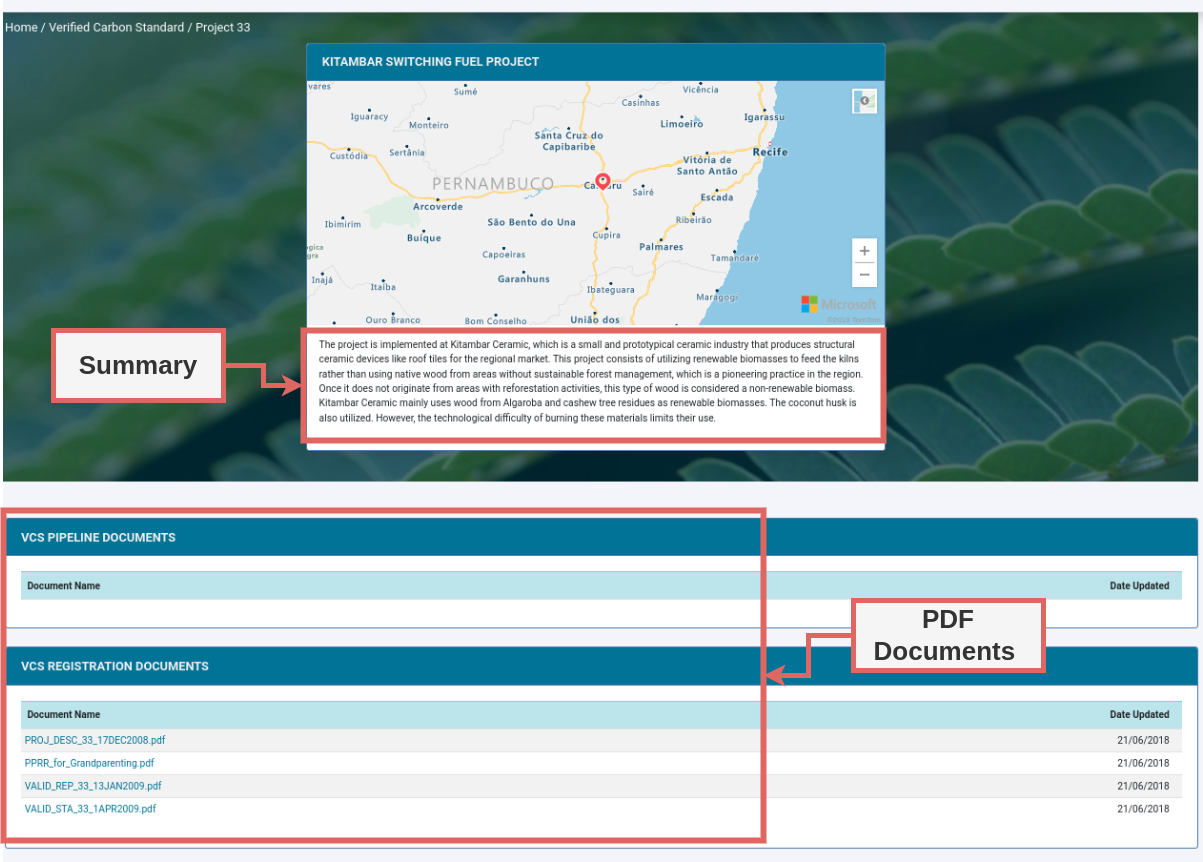 Home / Verified Carbon Standard / Project 33
KITAMBAR SWITCHING FUEL PROJECT
vares
Sumé
Vicência
Casinhas
Iguaracy
Monteiro
Limoeiro
Igarassu
Santa Cruz do
Capibaribe
Custódia
Sertânia
Recife
Vitória de
Santo Antão
PERNAMBUCO
Sairé
Escada
Arcoverde
Ibimirim
São Bento do Una
Ribeirão
Buíque
Cupira
Palmares
Capoeiras
Tamandaré
Inajá
Itaíba
Garanhuns
Ibateguara
Maragogi
Microsoft
Ouro Branco
Bom Conselho
União dos
Summary
The project is implemented at Kitambar Ceramic, which is a small and prototypical ceramic industry that produces structural
ceramic devices like roof tiles for the regional market. This project consists of utilizing renewable biomasses to feed the kilns
rather than using native wood from areas without sustainable forest management, which is a pioneering practice in the region.
Once it does not originate from areas with reforestation activities, this type of wood is considered a non-renewable biomass.
Kitambar Ceramic mainly uses wood from Algaroba and cashew tree residues as renewable biomasses. The coconut husk is
also utilized. However, the technological difficulty of burning these materials limits their use.
VCS PIPELINE DOCUMENTS
Document Name Date Updated
PDF
Documents
VCS REGISTRATION DOCUMENTS
Document Name Date Updated
PROJ_DESC_33_17DEC2008.pdf 21/06/2018
PPRR_for_Grandparenting.pdf 21/06/2018
VALID_REP_33_13JAN2009.pdf 21/06/2018
VALID_STA_33_1APR2009.pdf 21/06/2018